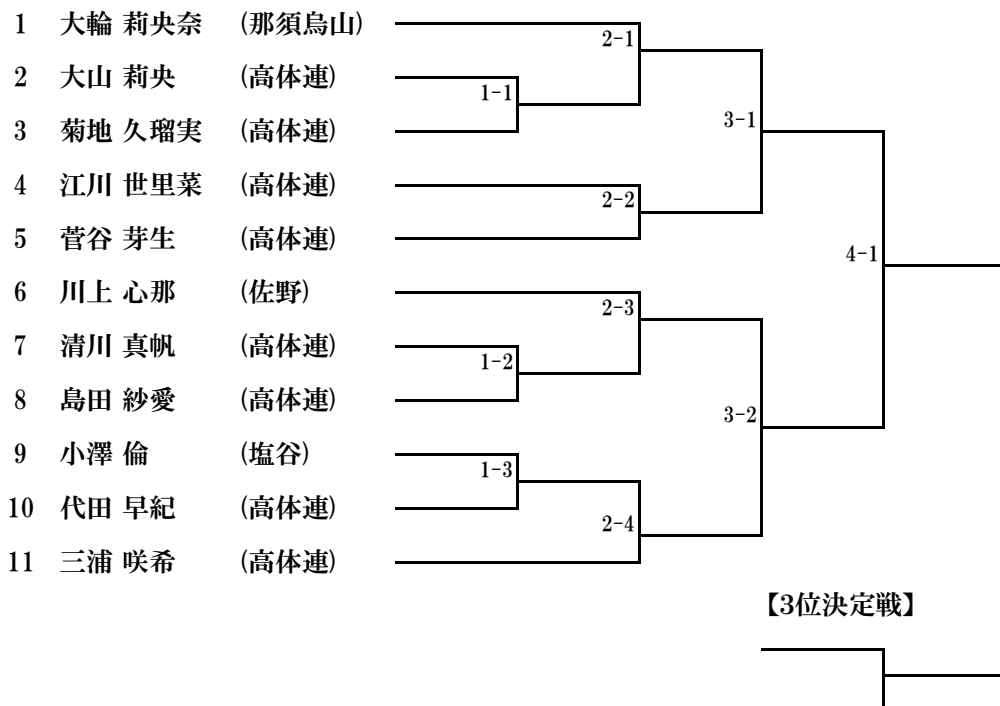 1 大輪 莉央奈 (那須烏山)
2-1
2 大山 莉央 (高体連)
1-1
3 菊地 久瑠実 (高体連)
3-1
4 江川 世里菜 (高体連)
2-2
5 菅谷 芽生 (高体連)
4-1
6 川上 心那 (佐野)
2-3
7 清川 真帆 (高体連)
1-2
8 島田 紗愛 (高体連)
3-2
9 小澤 倫 (塩谷)
1-3
10 代田 早紀 (高体連)
2-4
11 三浦 咲希 (高体連)
【3位決定戦】